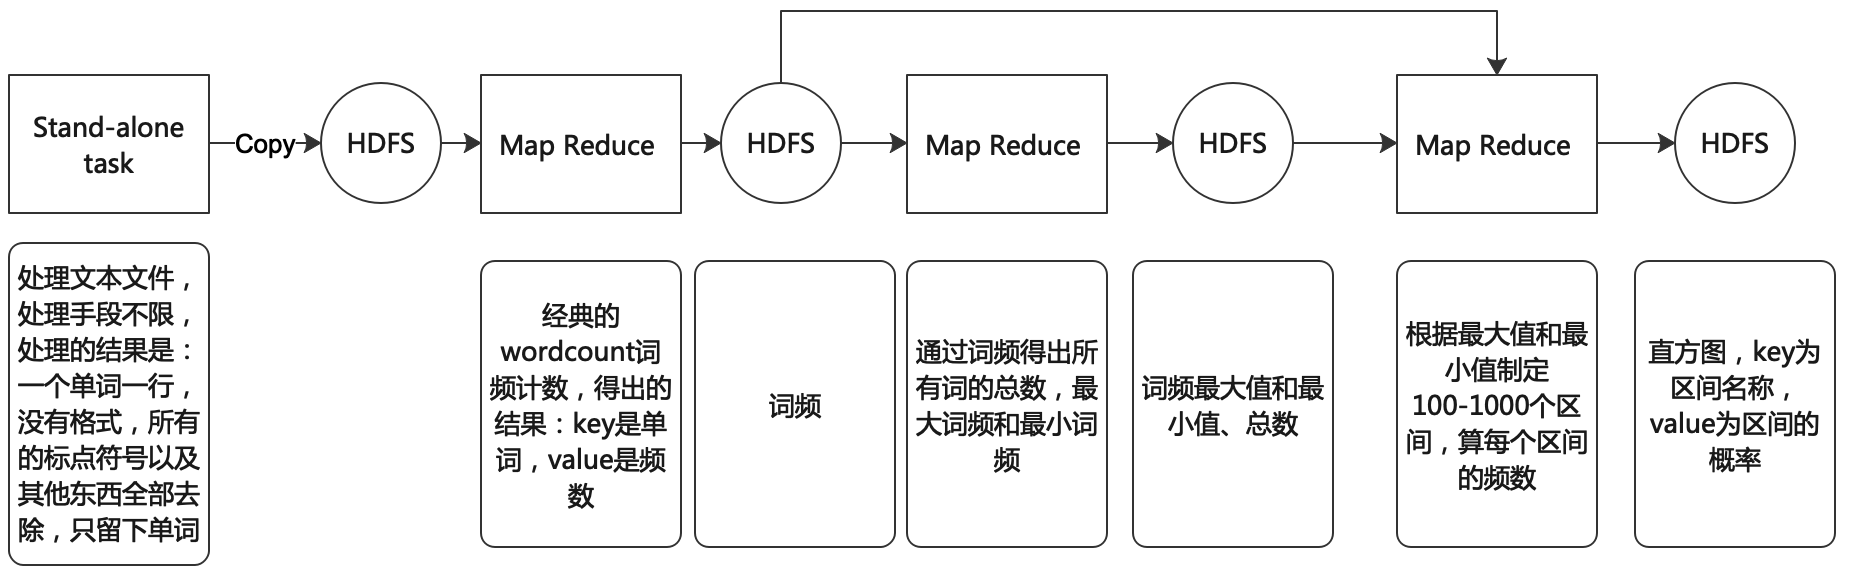 Stand-alone
task
Copy
HDFS
Map Reduce
HDFS
Map Reduce
HDFS
Map Reduce
HDFS
处理文本文件，
处理手段不限，
处理的结果是：
一个单词一行，
没有格式，所有
的标点符号以及
其他东西全部去
除，只留下单词
经典的
wordcount词
频计数，得出的
结果：key是单
词，value是频
数
词频
通过词频得出所
有词的总数，最
大词频和最小词
频
词频最大值和最
小值、总数
根据最大值和最
小值制定
100-1000个区
间，算每个区间
的频数
直方图，key为
区间名称，
value为区间的
概率